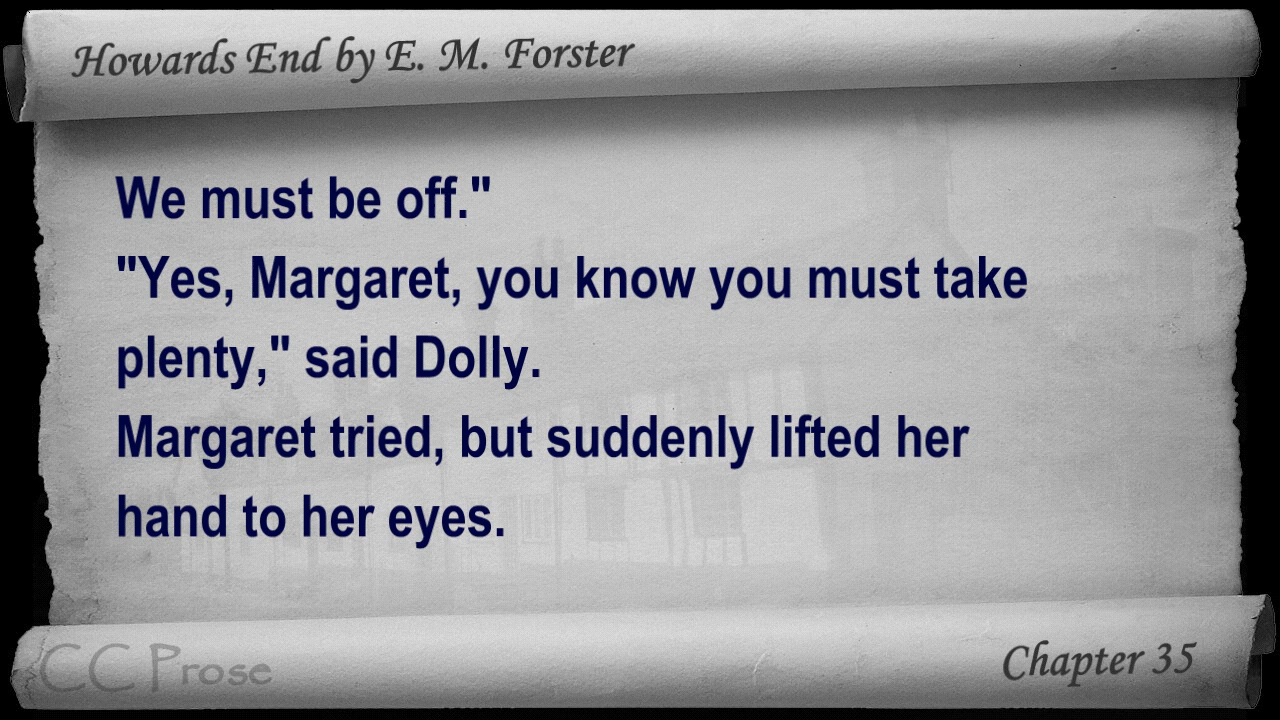 Howards End by E. M. Forster
We must be off."
"Yes, Margaret, you know you must take
plenty," said Dolly.
Margaret tried, but suddenly lifted her
hand to her eyes.
CC Prose
Chapter 35